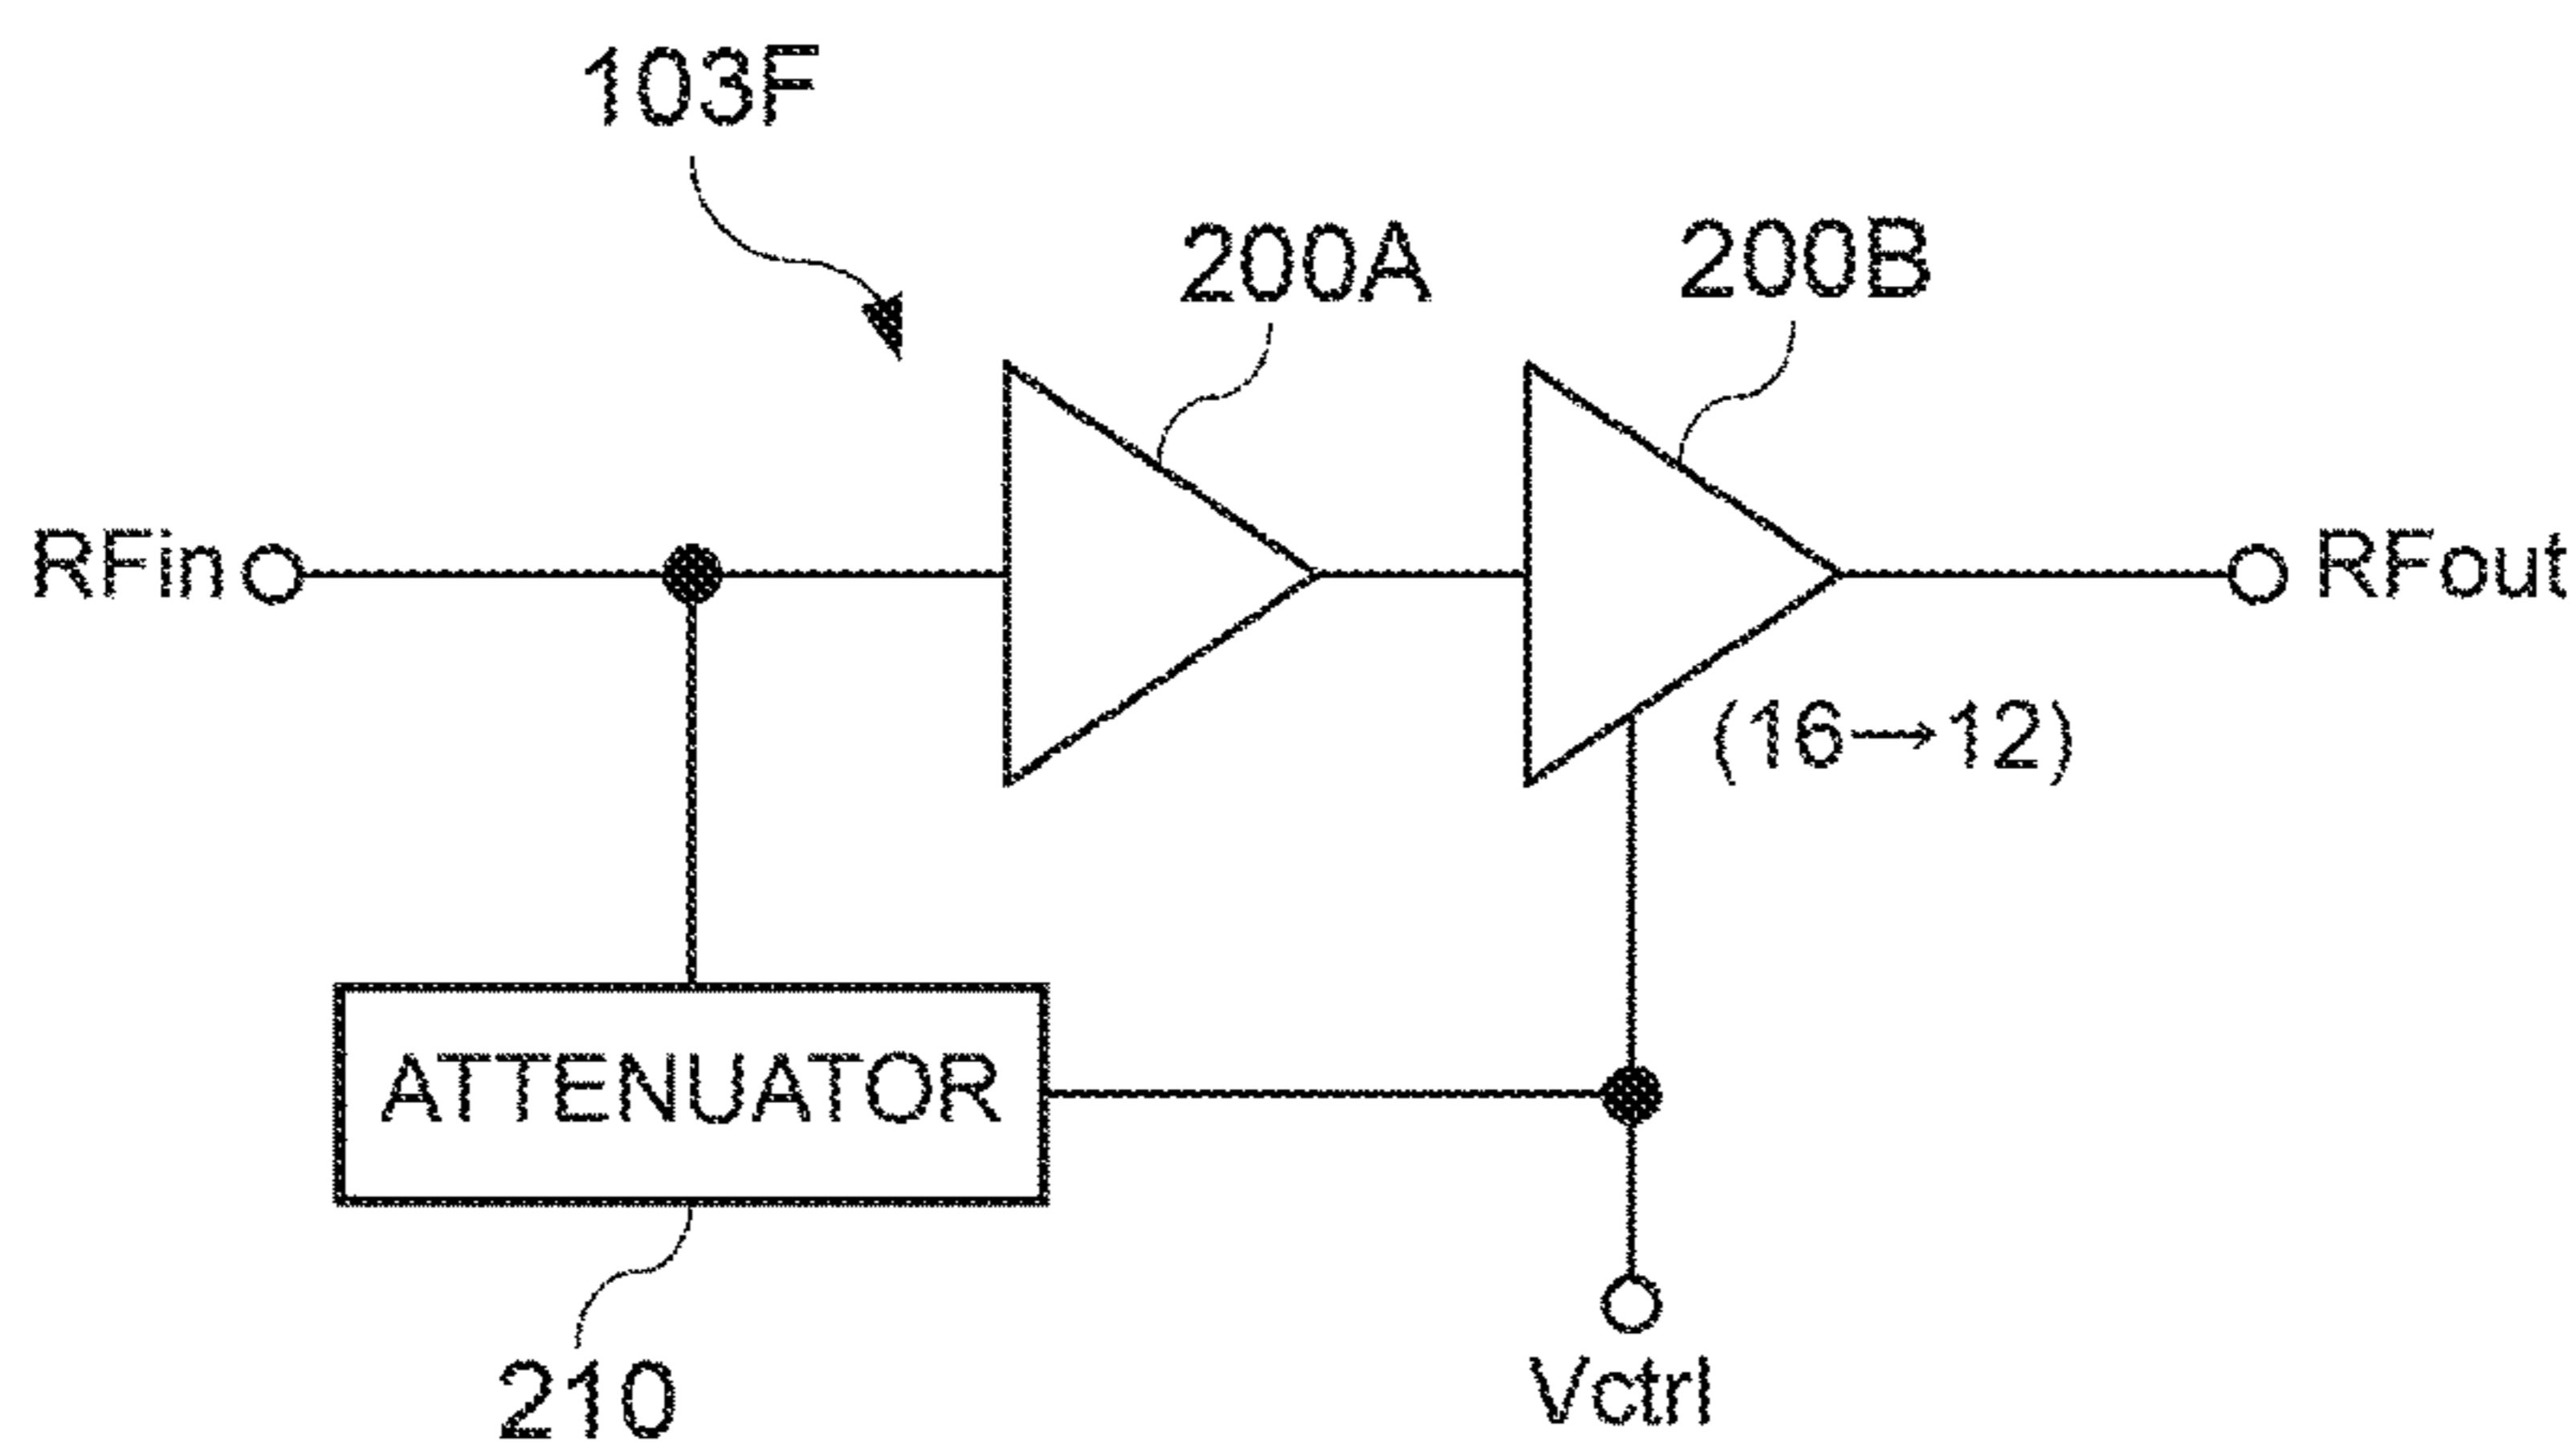 103F
200A
200B
RFin
RFout
(16→12)
ATTENUATOR
210
Vctrl